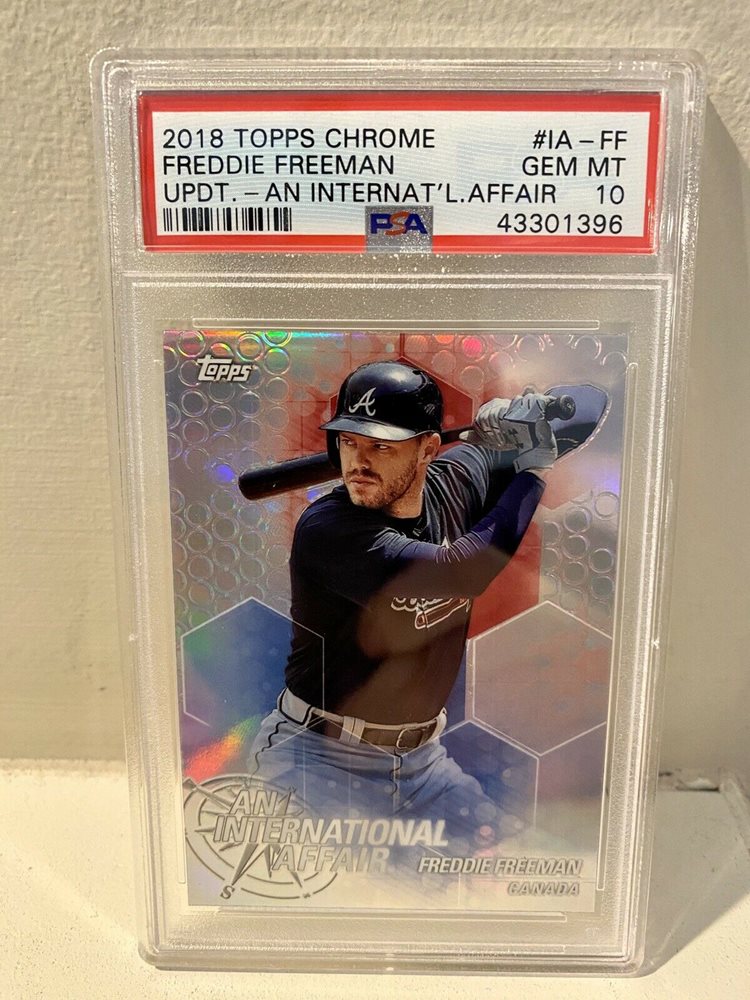 2018 TOPPS CHROME #IA-FF
FREDDIE FREEMAN GEM MT
UPDT.-AN INTERNAT'L.AFFAIR 10
PSA 43301396
Topps
A
AN
INTERNATIONAL
AFFAIR
FREDDIE FREEMAN
CANADA
S